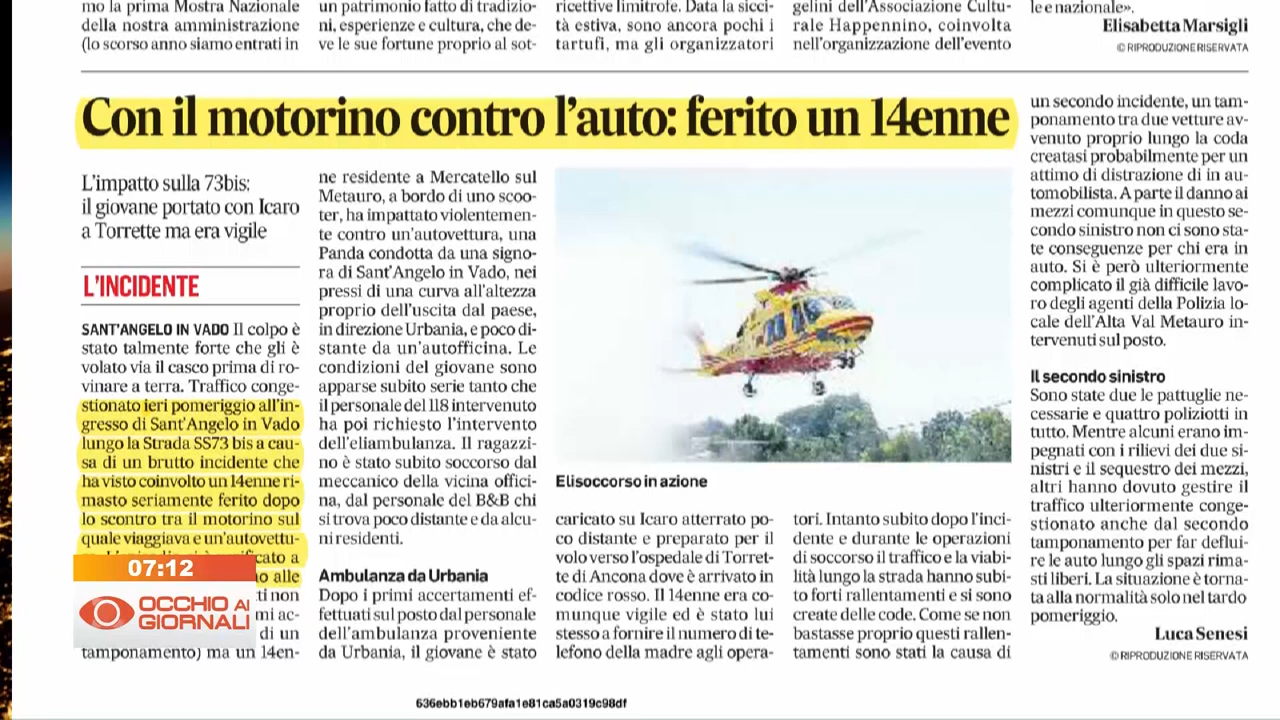 mo la prima Mostra Nazionale
della nostra amministrazione
(lo scorso anno siamo entrati in
un patrimonio fatto di tradizio-
ni, esperienze e cultura, che de-
ve le sue fortune proprio al sot-
ricettive limitrofe. Data la sicci-
tà estiva, sono ancora pochi i
tartufi, ma gli organizzatori
gelini dell'Associazione Cultu-
rale Happennino, coinvolta
nell'organizzazione dell'evento
le e nazionale».
Elisabetta Marsigli
© RIPRODUZIONE RISERVATA
Con il motorino contro l'auto: ferito un 14enne
L'impatto sulla 73bis:
il giovane portato con Icaro
a Torrette ma era vigile
L'INCIDENTE
SANT'ANGELO IN VADO Il colpo è
stato talmente forte che gli è
volato via il casco prima di ro-
vinare a terra. Traffico conge-
stionato ieri pomeriggio all'in-
gresso di Sant'Angelo in Vado
lungo la Strada SS73 bis a cau-
sa di un brutto incidente che
ha visto coinvolto un 14enne ri-
masto seriamente ferito dopo
lo scontro tra il motorino sul
quale viaggiava e un'autovettu-
cato a
o alle
ti non
mi ac-
di un
tamponamento) ma un 14en-
ne residente a Mercatello sul
Metauro, a bordo di uno scoo-
ter, ha impattato violentemen-
te contro un'autovettura, una
Panda condotta da una signo-
ra di Sant'Angelo in Vado, nei
pressi di una curva all'altezza
proprio dell'uscita dal paese,
in direzione Urbania, e poco di-
stante da un'autofficina. Le
condizioni del giovane sono
apparse subito serie tanto che
il personale del 118 intervenuto
ha poi richiesto l'intervento
dell'eliambulanza. Il ragazzi-
no è stato subito soccorso dal
meccanico della vicina offici-
na, dal personale del B&B chi
si trova poco distante e da alcu-
ni residenti.
Ambulanza da Urbania
Dopo i primi accertamenti ef-
fettuati sul posto dal personale
dell'ambulanza proveniente
da Urbania, il giovane è stato
Elisoccorso in azione
caricato su Icaro atterrato po-
co distante e preparato per il
volo verso l'ospedale di Torret-
te di Ancona dove è arrivato in
codice rosso. Il 14enne era co-
munque vigile ed è stato lui
stesso a fornire il numero di te-
lefono della madre agli opera-
tori. Intanto subito dopo l'inci-
dente e durante le operazioni
di soccorso il traffico e la viabi-
lità lungo la strada hanno subi-
to forti rallentamenti e si sono
create delle code. Come se non
bastasse proprio questi rallen-
tamenti sono stati la causa di
un secondo incidente, un tam-
ponamento tra due vetture av-
venuto proprio lungo la coda
creatasi probabilmente per un
attimo di distrazione di in au-
tomobilista. A parte il danno ai
mezzi comunque in questo se-
condo sinistro non ci sono sta-
te conseguenze per chi era in
auto. Si è però ulteriormente
complicato il già difficile lavo-
ro degli agenti della Polizia lo-
cale dell'Alta Val Metauro in-
tervenuti sul posto.
Il secondo sinistro
Sono state due le pattuglie ne-
cessarie e quattro poliziotti in
tutto. Mentre alcuni erano im-
pegnati con i rilievi dei due si-
nistri e il sequestro dei mezzi,
altri hanno dovuto gestire il
traffico ulteriormente conge-
stionato anche dal secondo
tamponamento per far deflui-
re le auto lungo gli spazi rima-
sti liberi. La situazione è torna-
ta alla normalità solo nel tardo
pomeriggio.
Luca Senesi
© RIPRODUZIONE RISERVATA
07:12
OCCHIO AI
GIORNALI
636ebb1eb679afa1e81ca5a0319c98df